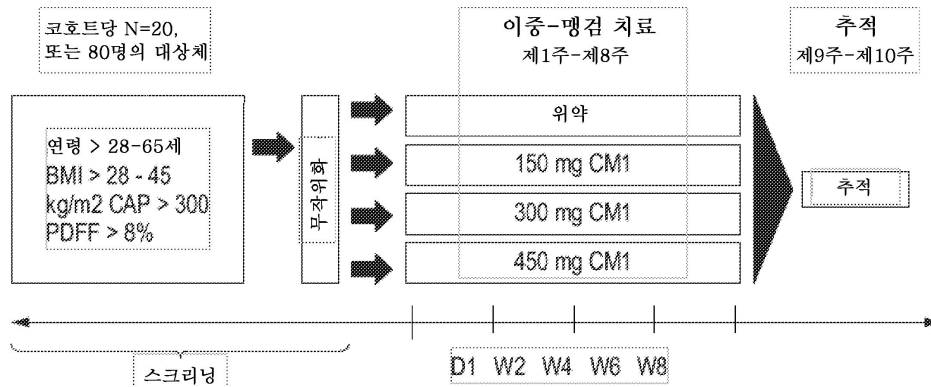 코호트당 N=20,
또는 80명의 대상체
이중-맹검 치료
제1주-제8주
추적
제9주-제10주
연령 > 28-65세
BMI > 28 - 45
kg/m2 CAP > 300
PDFF > 8%
무작위화
위약
150 mg CM1
300 mg CM1
450 mg CM1
추적
D1 W2 W4 W6 W8
스크리닝